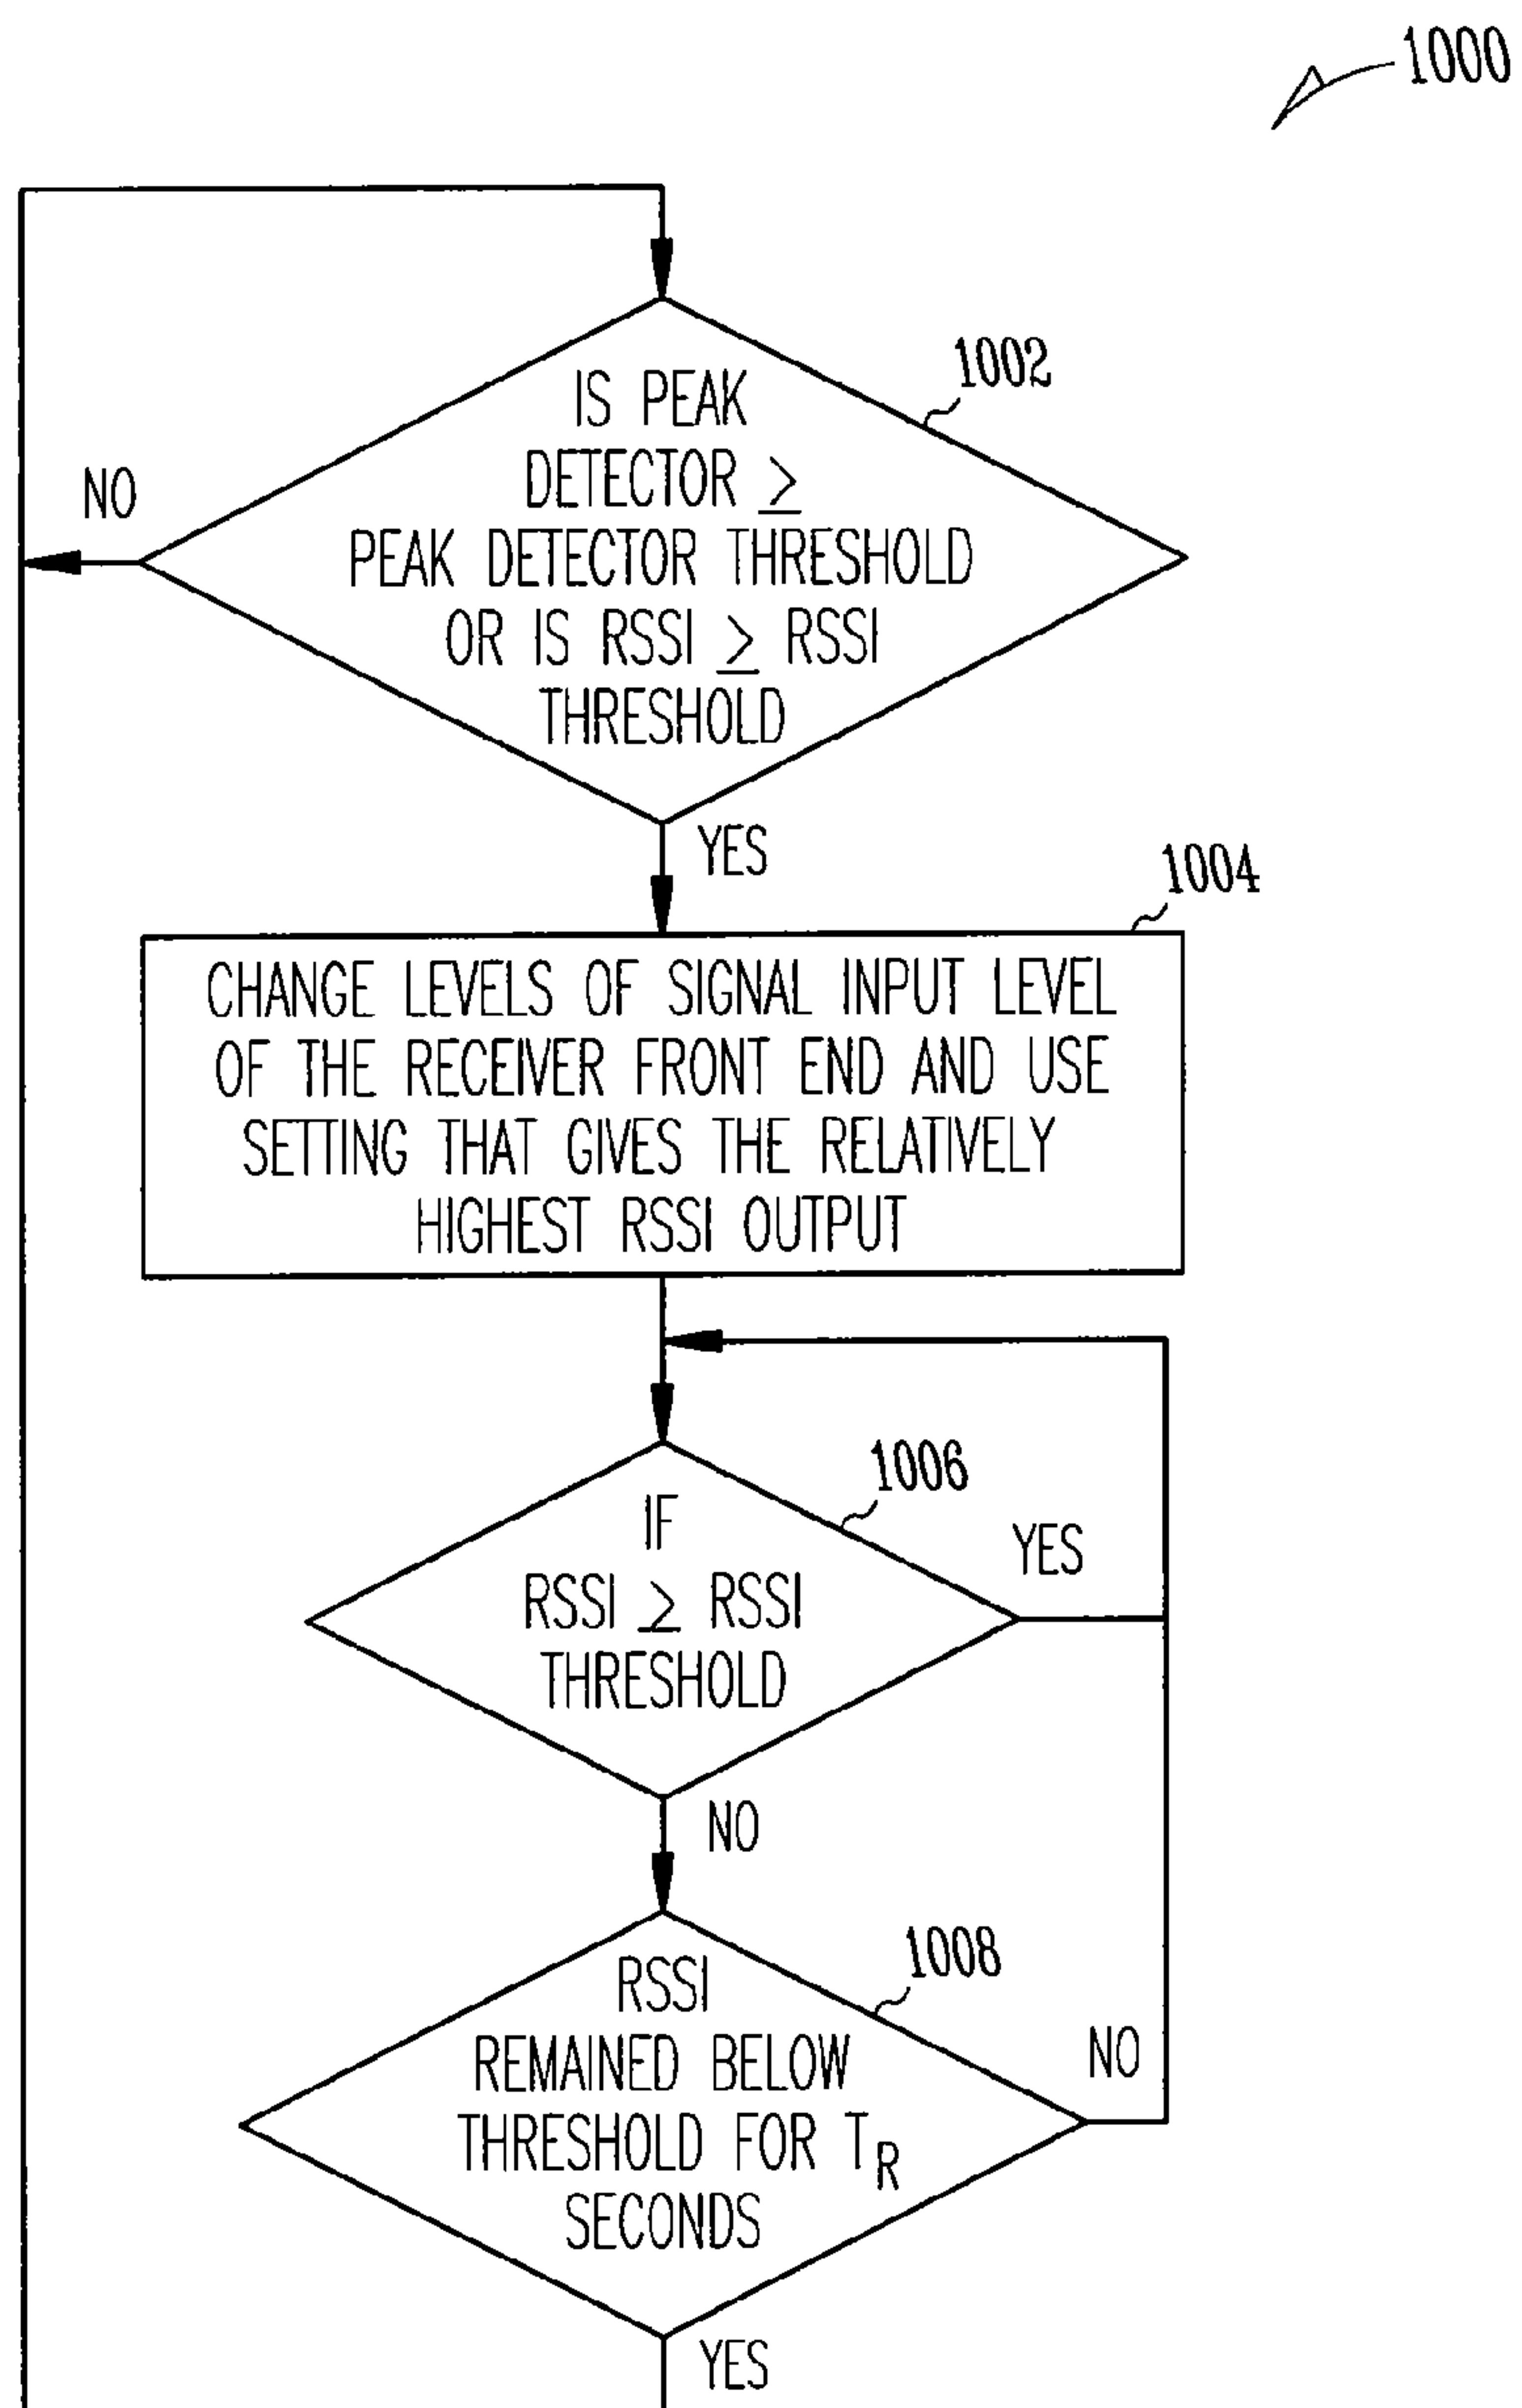 1000
1002
IS PEAK
DETECTOR ≥
PEAK DETECTOR THRESHOLD
OR IS RSSI ≥ RSSI
THRESHOLD
NO
YES
1004
CHANGE LEVELS OF SIGNAL INPUT LEVEL
OF THE RECEIVER FRONT END AND USE
SETTING THAT GIVES THE RELATIVELY
HIGHEST RSSI OUTPUT
1006
IF
RSSI ≥ RSSI
THRESHOLD
YES
NO
1008
RSSI
REMAINED BELOW
THRESHOLD FOR T_R
SECONDS
NO
YES